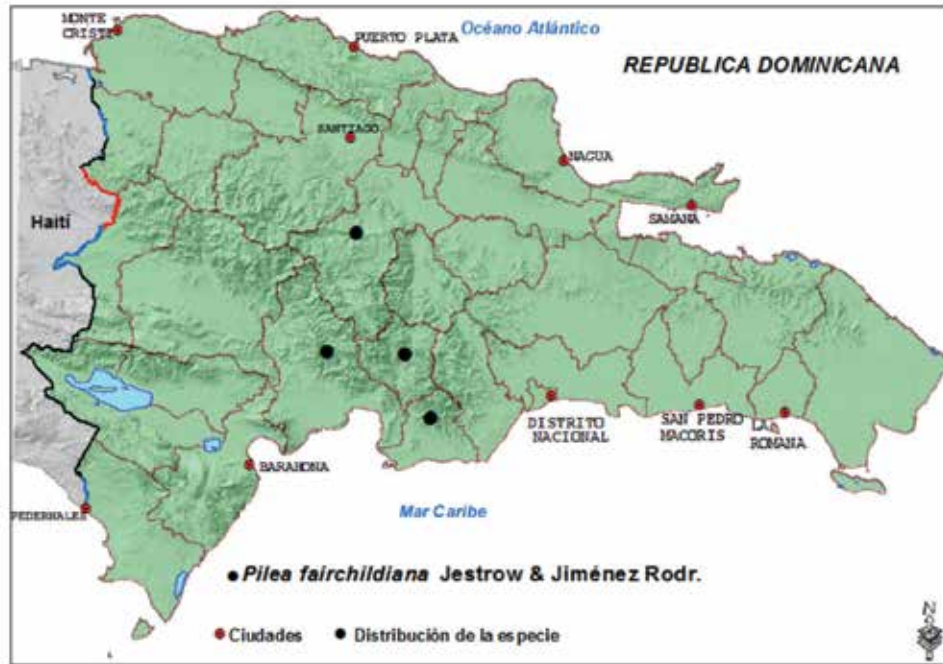 MONTE
CRISTI
PUERTO PLATA
Océano Atlántico
REPUBLICA DOMINICANA
SANTIAGO
NAGUA
SAMANA
Haití
DISTRITO
NACIONAL
SAN PEDRO
MACORIS
LA
ROMANA
BARAHONA
PEDERNALES
Mar Caribe
Pilea fairchildiana Jestrow & Jiménez Rodr.
Ciudades
Distribución de la especie
N